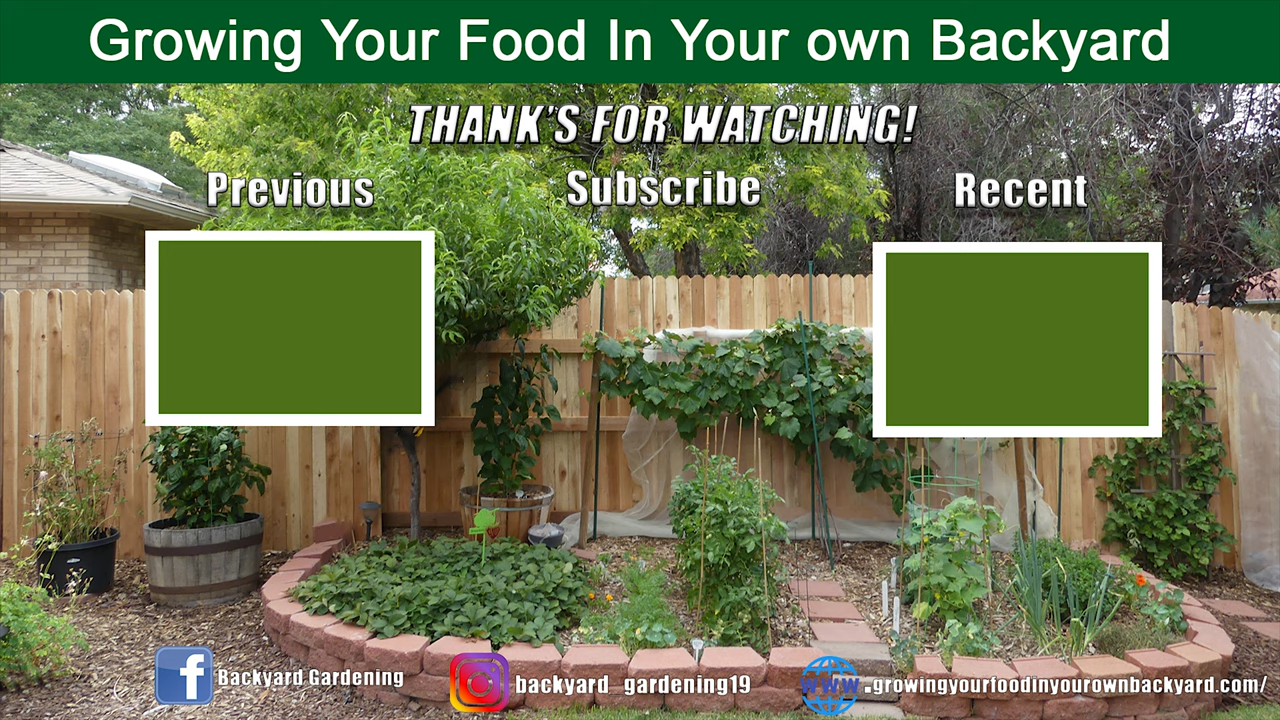 Growing Your Food In Your own Backyard
THANK'S FOR WATCHING!
Previous
Subscribe
Recent
Backyard Gardening
backyard gardening19
www.growingyourfoodinyourownbackyard.com/